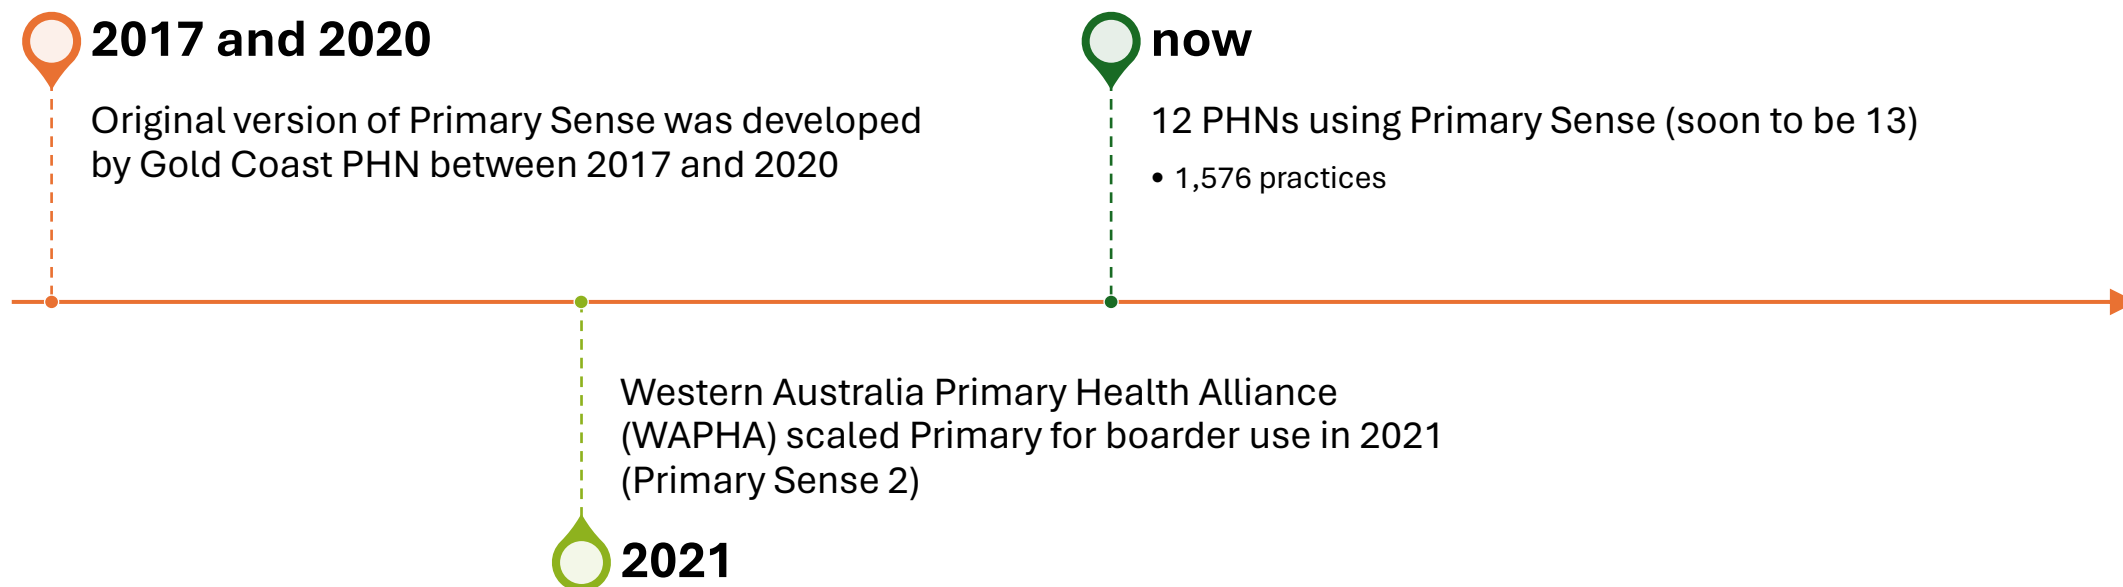 2017 and 2020
Original version of Primary Sense was developed
by Gold Coast PHN between 2017 and 2020
now
12 PHNs using Primary Sense (soon to be 13)
• 1,576 practices
Western Australia Primary Health Alliance
(WAPHA) scaled Primary for boarder use in 2021
(Primary Sense 2)
2021